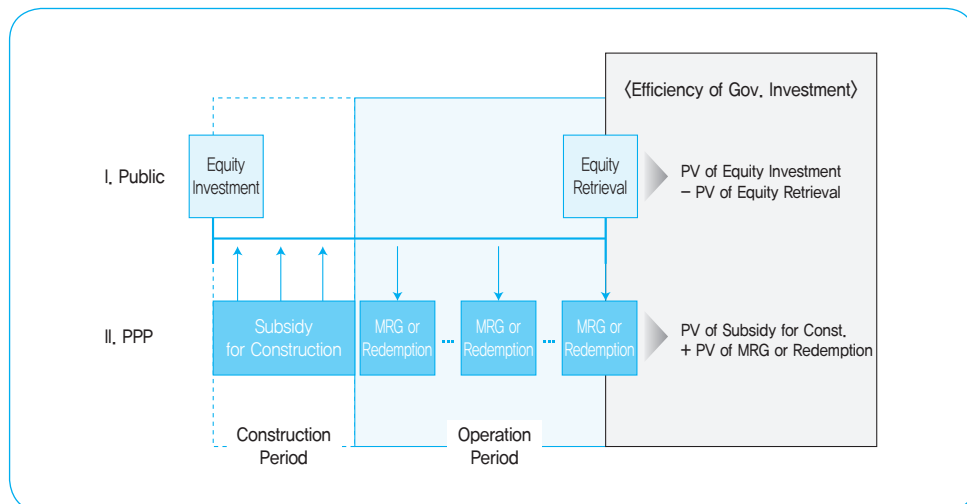 〈Efficiency of Gov. Investment〉
I. Public
Equity
Investment
Equity
Retrieval
PV of Equity Investment
– PV of Equity Retrieval
II. PPP
Subsidy
for Construction
MRG or
Redemption
...
MRG or
Redemption
...
MRG or
Redemption
PV of Subsidy for Const.
+ PV of MRG or Redemption
Construction
Period
Operation
Period